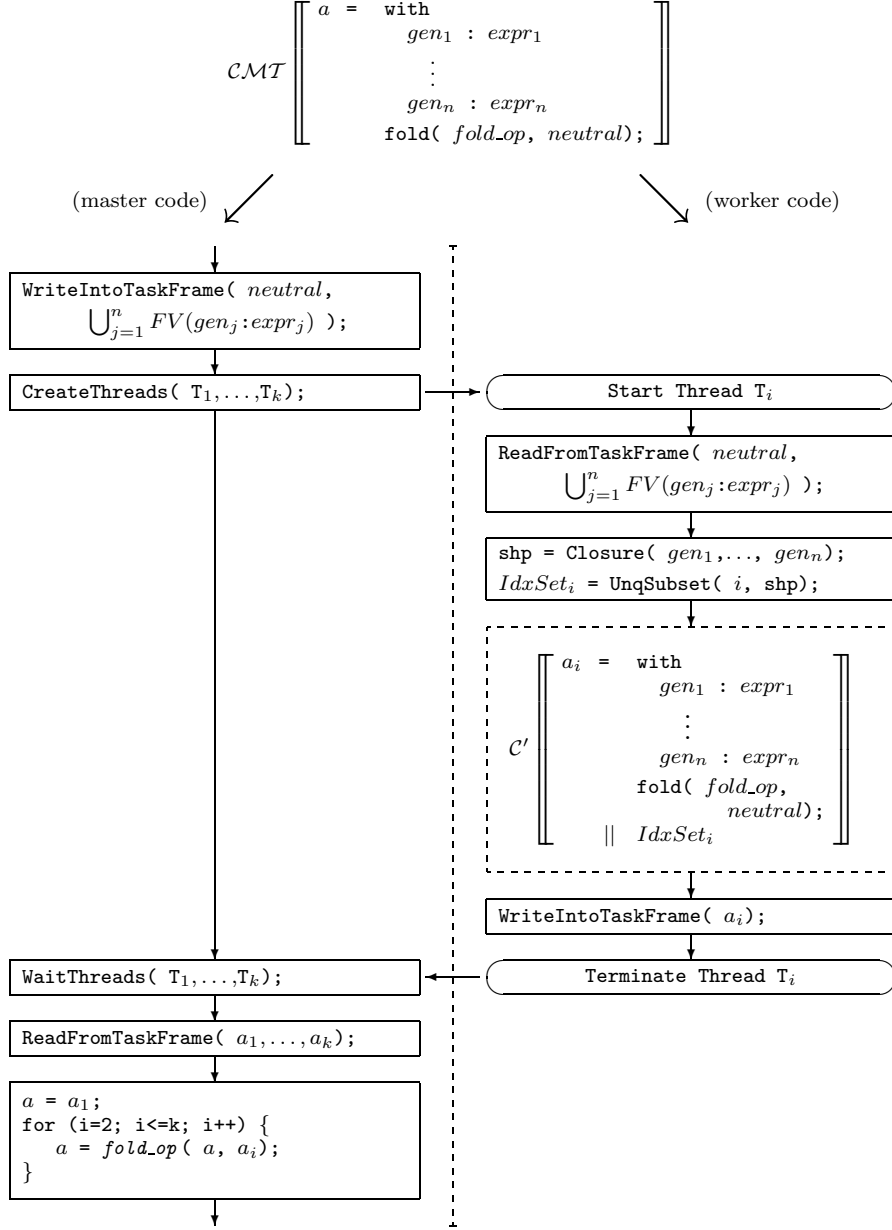 a = with
gen₁ : expr₁
⋮
CMT
genₙ : exprₙ
fold( fold_op, neutral);
(master code)
(worker code)
WriteIntoTaskFrame( neutral,
⋃ⁿⱼ₌₁ FV(genⱼ:exprⱼ) );
CreateThreads( T₁,...,Tₖ);
Start Thread Tᵢ
ReadFromTaskFrame( neutral,
⋃ⁿⱼ₌₁ FV(genⱼ:exprⱼ) );
shp = Closure( gen₁,..., genₙ);
IdxSetᵢ = UnqSubset( i, shp);
aᵢ = with
gen₁ : expr₁
⋮
C′
genₙ : exprₙ
fold( fold_op,
neutral);
|| IdxSetᵢ
WriteIntoTaskFrame( aᵢ);
WaitThreads( T₁,...,Tₖ);
Terminate Thread Tᵢ
ReadFromTaskFrame( a₁,...,aₖ);
a = a₁;
for (i=2; i<=k; i++) {
a = fold_op( a, aᵢ);
}